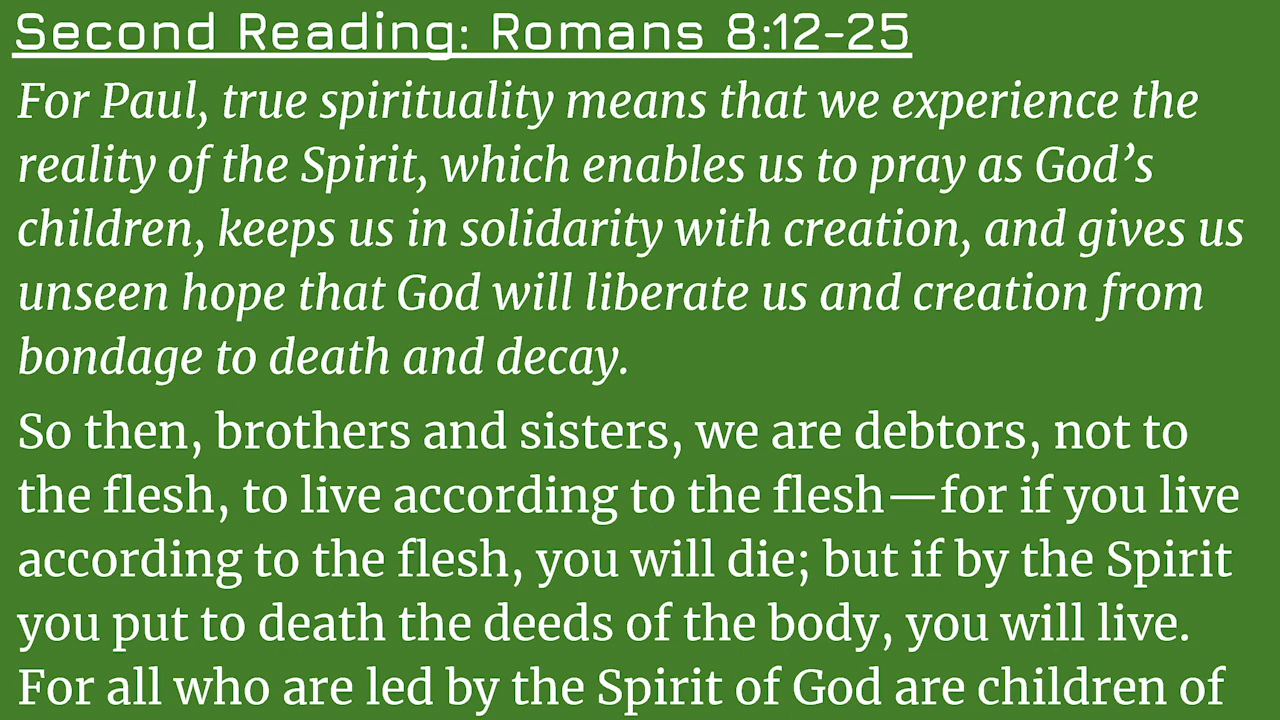 Second Reading: Romans 8:12-25
For Paul, true spirituality means that we experience the
reality of the Spirit, which enables us to pray as God’s
children, keeps us in solidarity with creation, and gives us
unseen hope that God will liberate us and creation from
bondage to death and decay.
So then, brothers and sisters, we are debtors, not to
the flesh, to live according to the flesh—for if you live
according to the flesh, you will die; but if by the Spirit
you put to death the deeds of the body, you will live.
For all who are led by the Spirit of God are children of